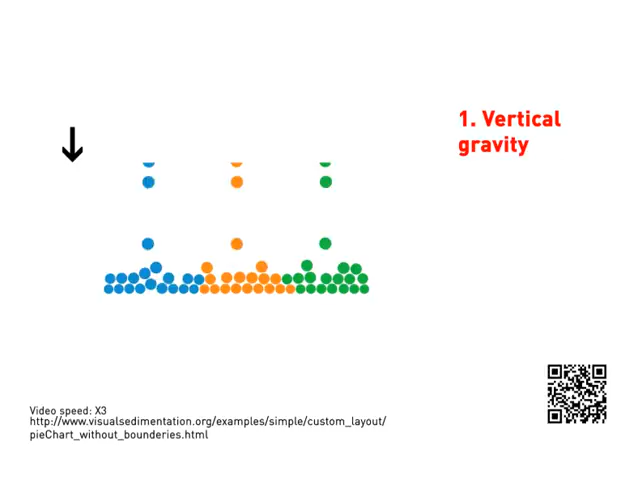 1. Vertical
gravity
Video speed: X3
http://www.visualsedimentation.org/examples/simple/custom_layout/
pieChart_without_bounderies.html